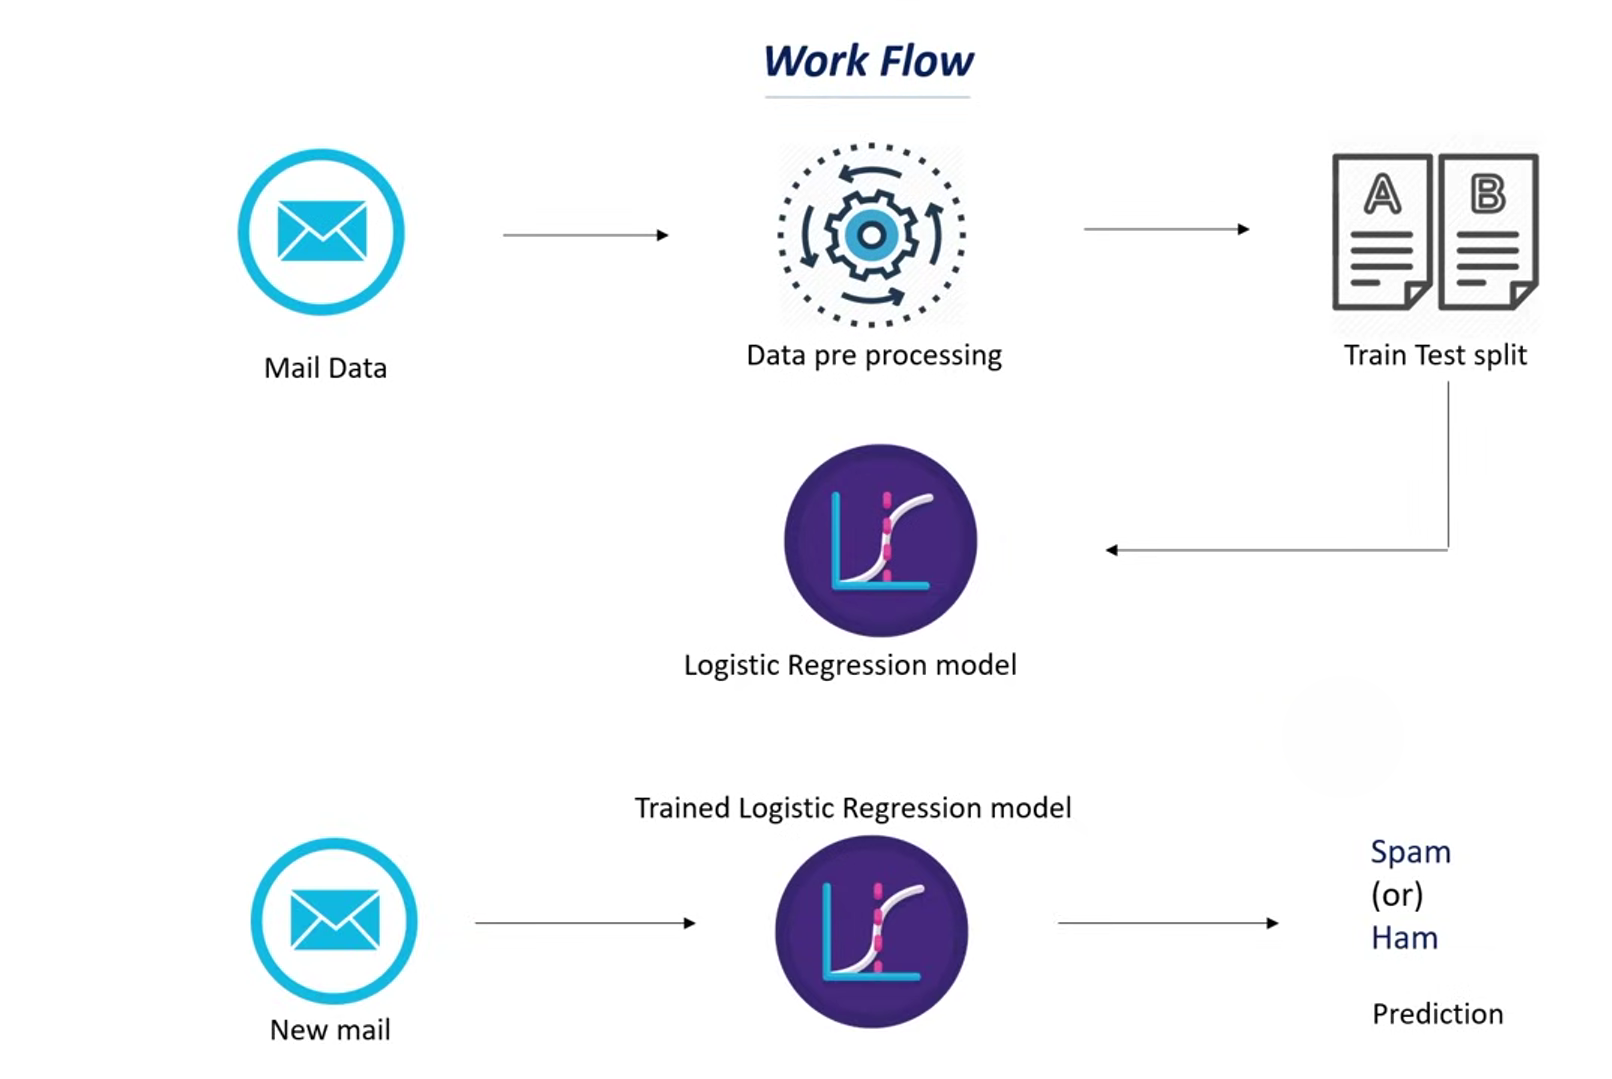 Work Flow
A
B
Mail Data
Data pre processing
Train Test split
Logistic Regression model
Trained Logistic Regression model
Spam
(or)
Ham
New mail
Prediction